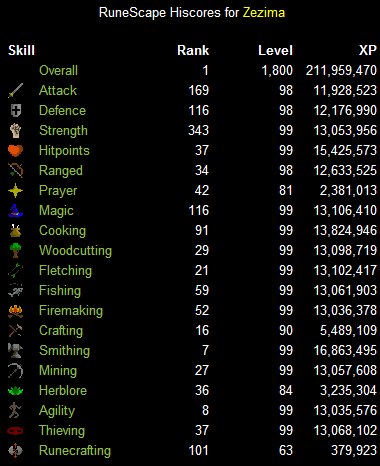 RuneScape Hiscores for Zezima
Skill Rank Level XP
Overall 1 1,800 211,959,470
Attack 169 98 11,928,523
Defence 116 98 12,176,990
Strength 343 99 13,053,956
Hitpoints 37 99 15,425,573
Ranged 34 98 12,633,525
Prayer 42 81 2,381,013
Magic 116 99 13,106,410
Cooking 91 99 13,824,946
Woodcutting 29 99 13,098,719
Fletching 21 99 13,102,417
Fishing 59 99 13,061,903
Firemaking 52 99 13,036,378
Crafting 16 90 5,489,109
Smithing 7 99 16,863,495
Mining 27 99 13,057,608
Herblore 36 84 3,235,304
Agility 8 99 13,035,576
Thieving 37 99 13,068,102
Runecrafting 101 63 379,923